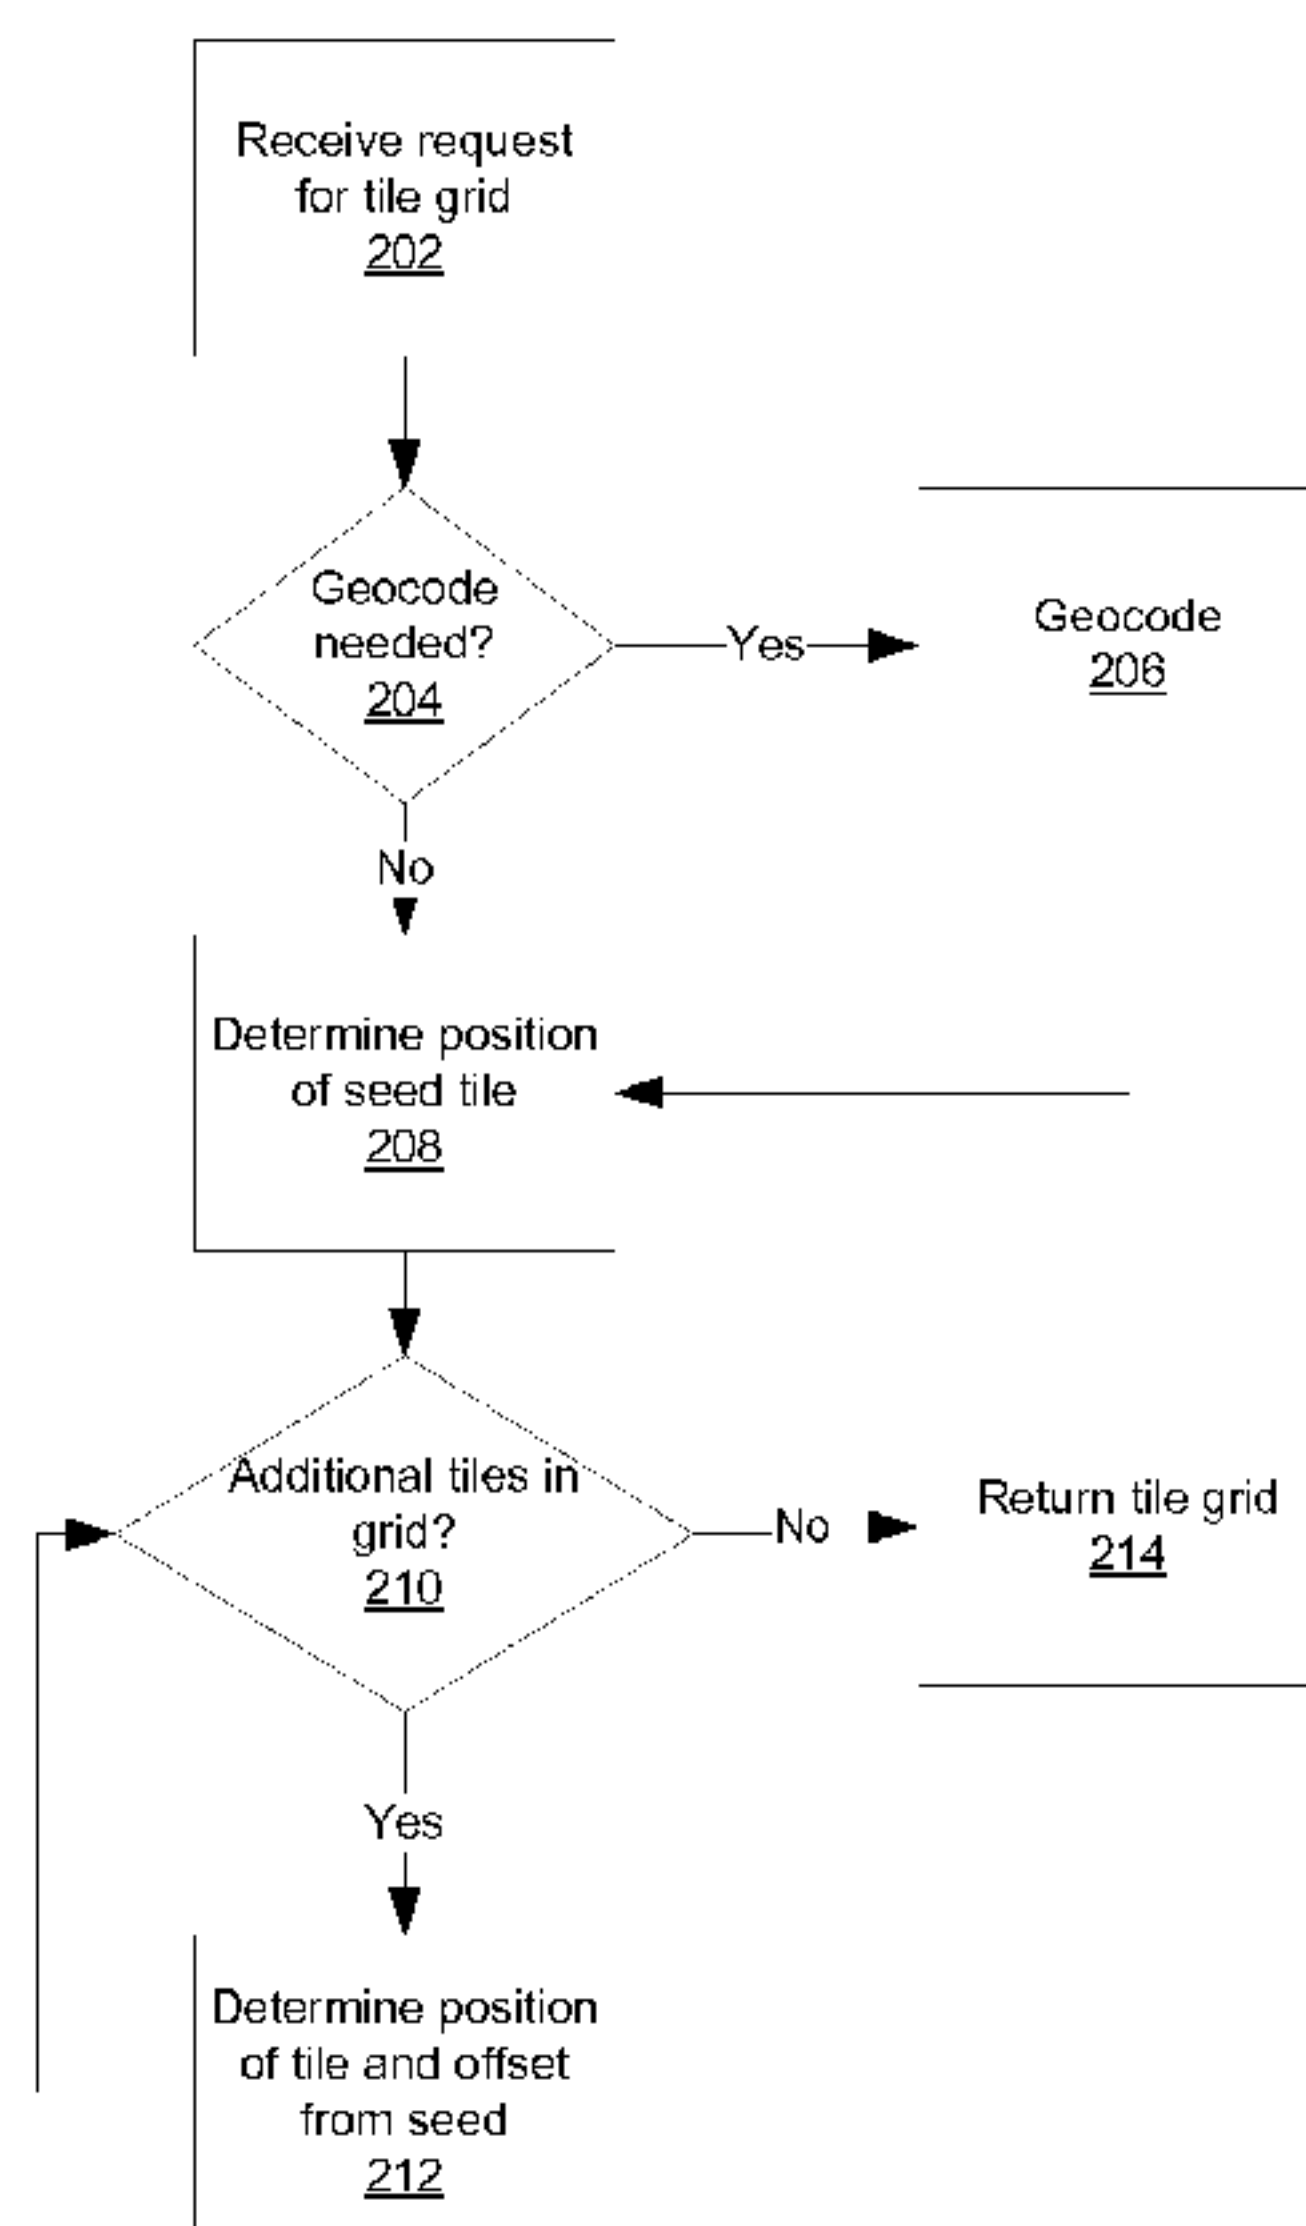 Receive request
for tile grid
202
Geocode
needed?
204
Yes
Geocode
206
No
Determine position
of seed tile
208
Additional tiles in
grid?
210
No
Return tile grid
214
Yes
Determine position
of tile and offset
from seed
212